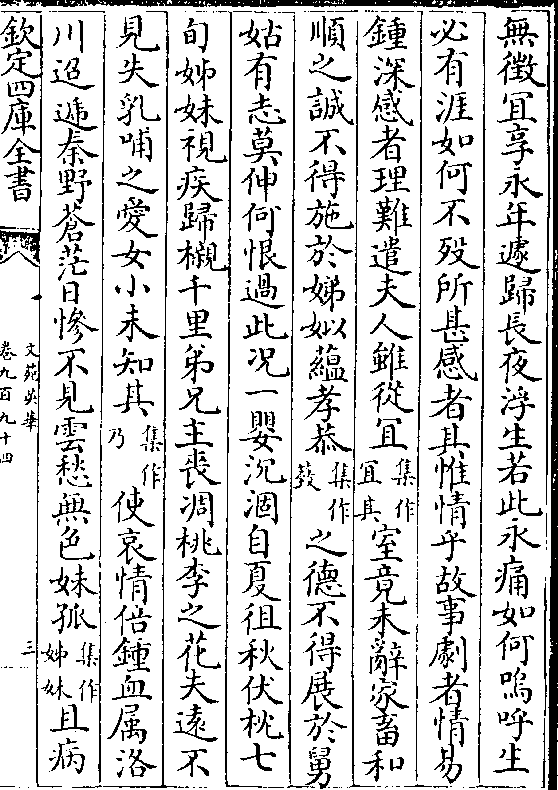 無徵冝享永年遽歸長夜浮生若此永痛如何嗚呼生
必有涯如何不歿所甚感者其惟情乎故事劇者情易
鍾深感者理難遣夫人雖從冝集作冝其室竟未辭家畜和
順之誠不得施於娣姒蘊孝恭集作發之德不得展於舅
姑有志莫伸何恨過此况一嬰沉涸自夏徂秋伏枕七
旬姊妹視疾歸櫬千里弟兄主喪凋桃李之花夫遠不
見失乳哺之愛女小未知其集作乃使哀情倍鍾血属洛
川迢遞秦野蒼茫日慘不見雲愁無色妹孤集作姊妹且病
欽定四庫全書
文苑英華
卷九百九十四
三